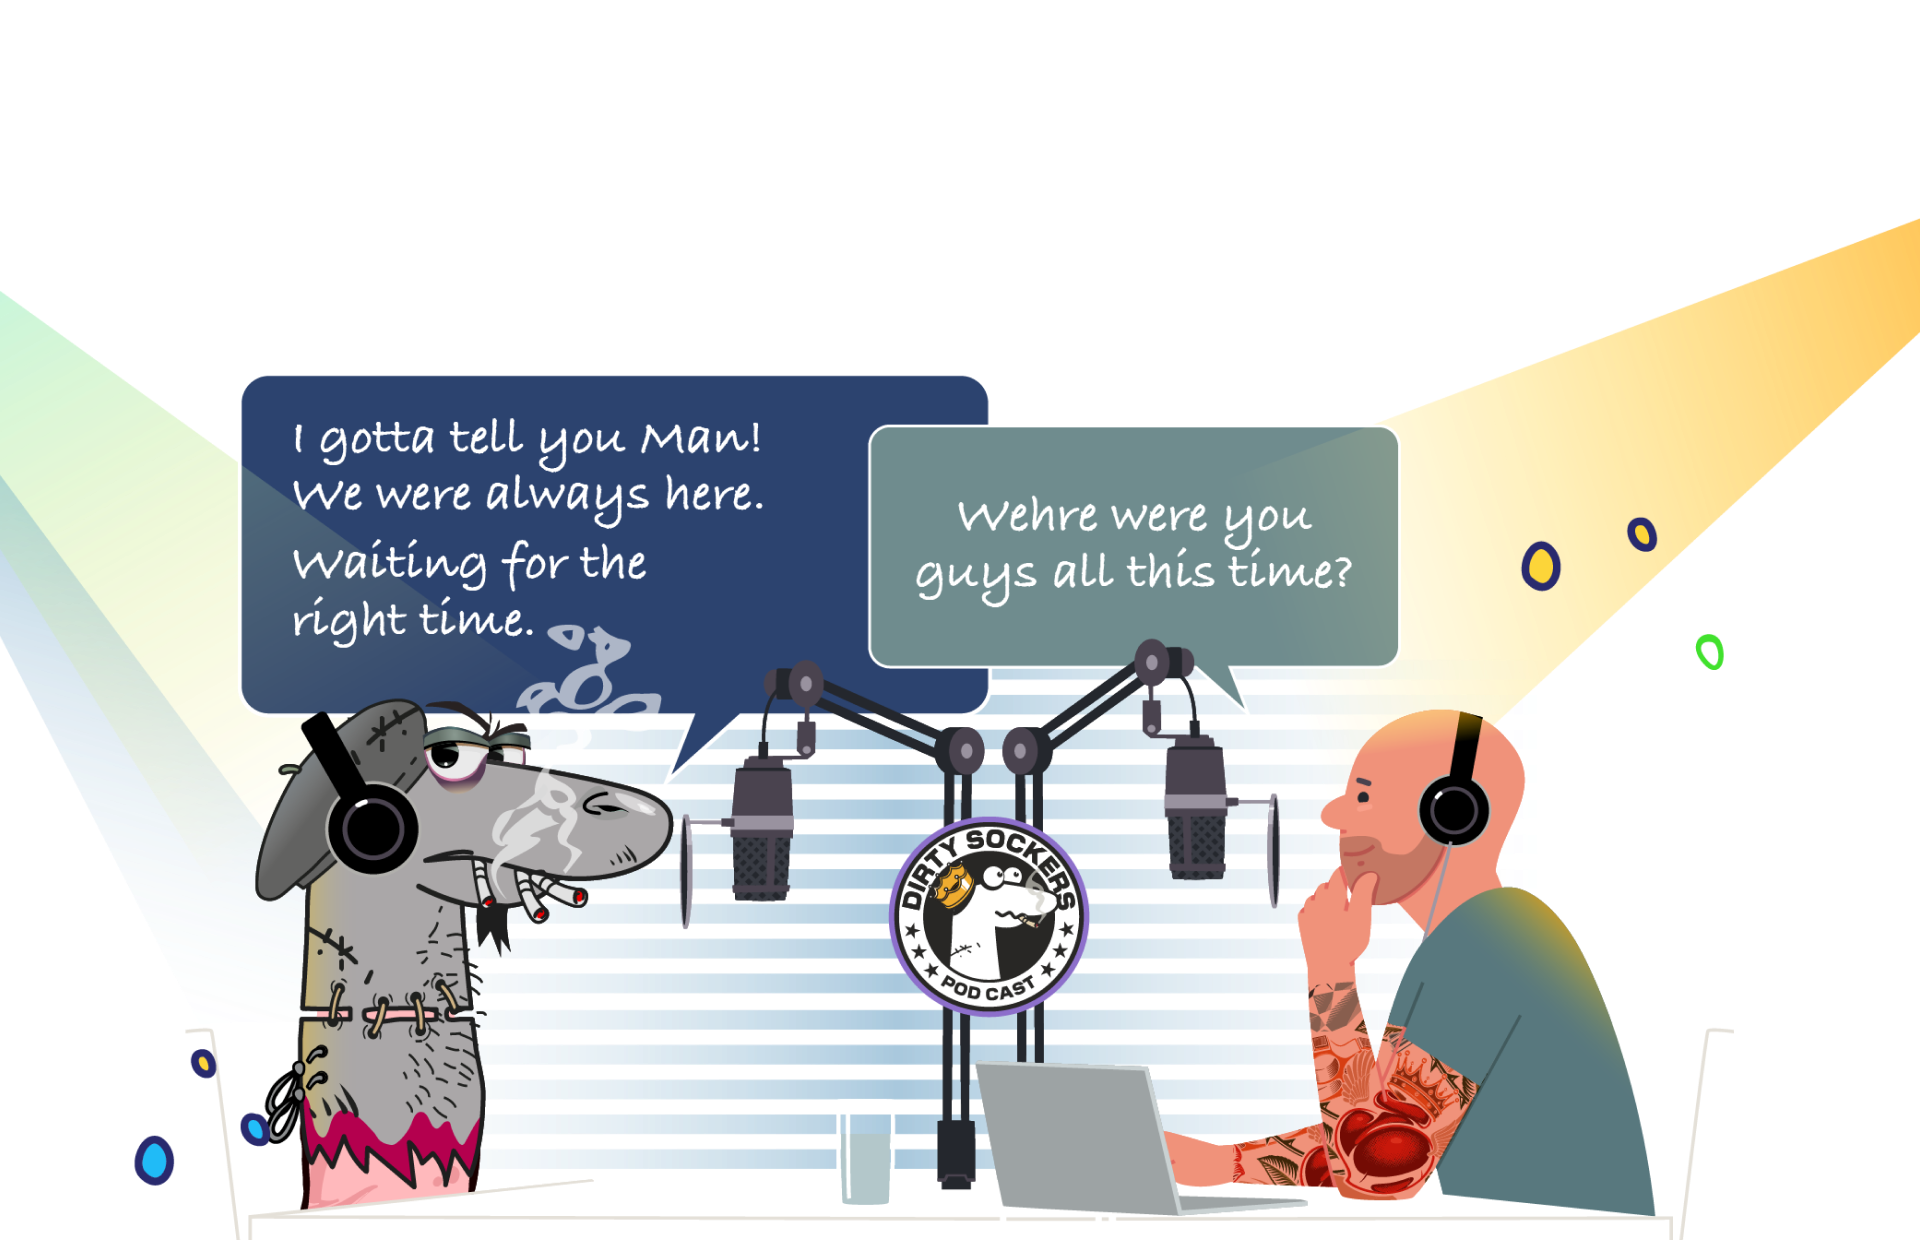 I gotta tell you Man!
We were always here.
Waiting for the
right time.
Wehre were you
guys all this time?
DIRTY SOCKERS
POD CAST